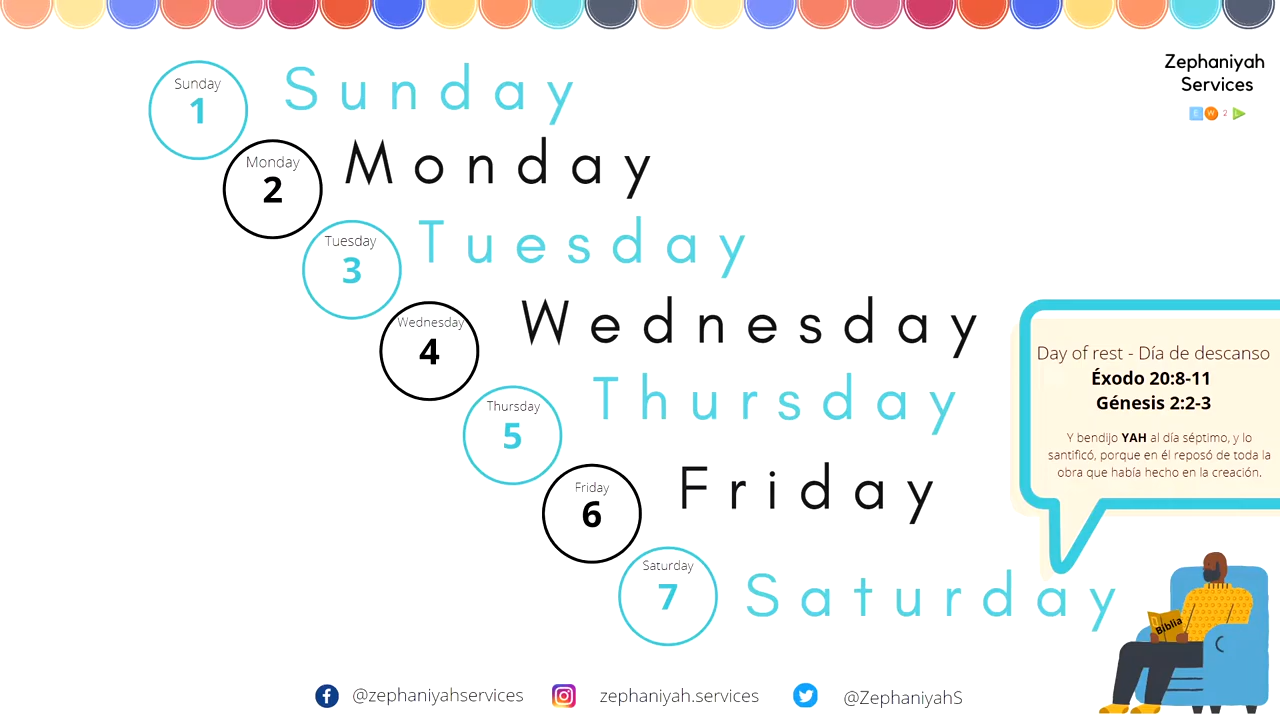 Zephaniyah
Services
E W 2
Sunday
1
Sunday
Monday
2
Monday
Tuesday
3
Tuesday
Wednesday
4
Wednesday
Thursday
5
Thursday
Friday
6
Friday
Saturday
7
Saturday
Day of rest - Día de descanso
Éxodo 20:8-11
Génesis 2:2-3
Y bendijo YAH al día séptimo, y lo
santificó, porque en él reposó de toda la
obra que había hecho en la creación.
Biblia
@zephaniyahservices
zephaniyah.services
@ZephaniyahS